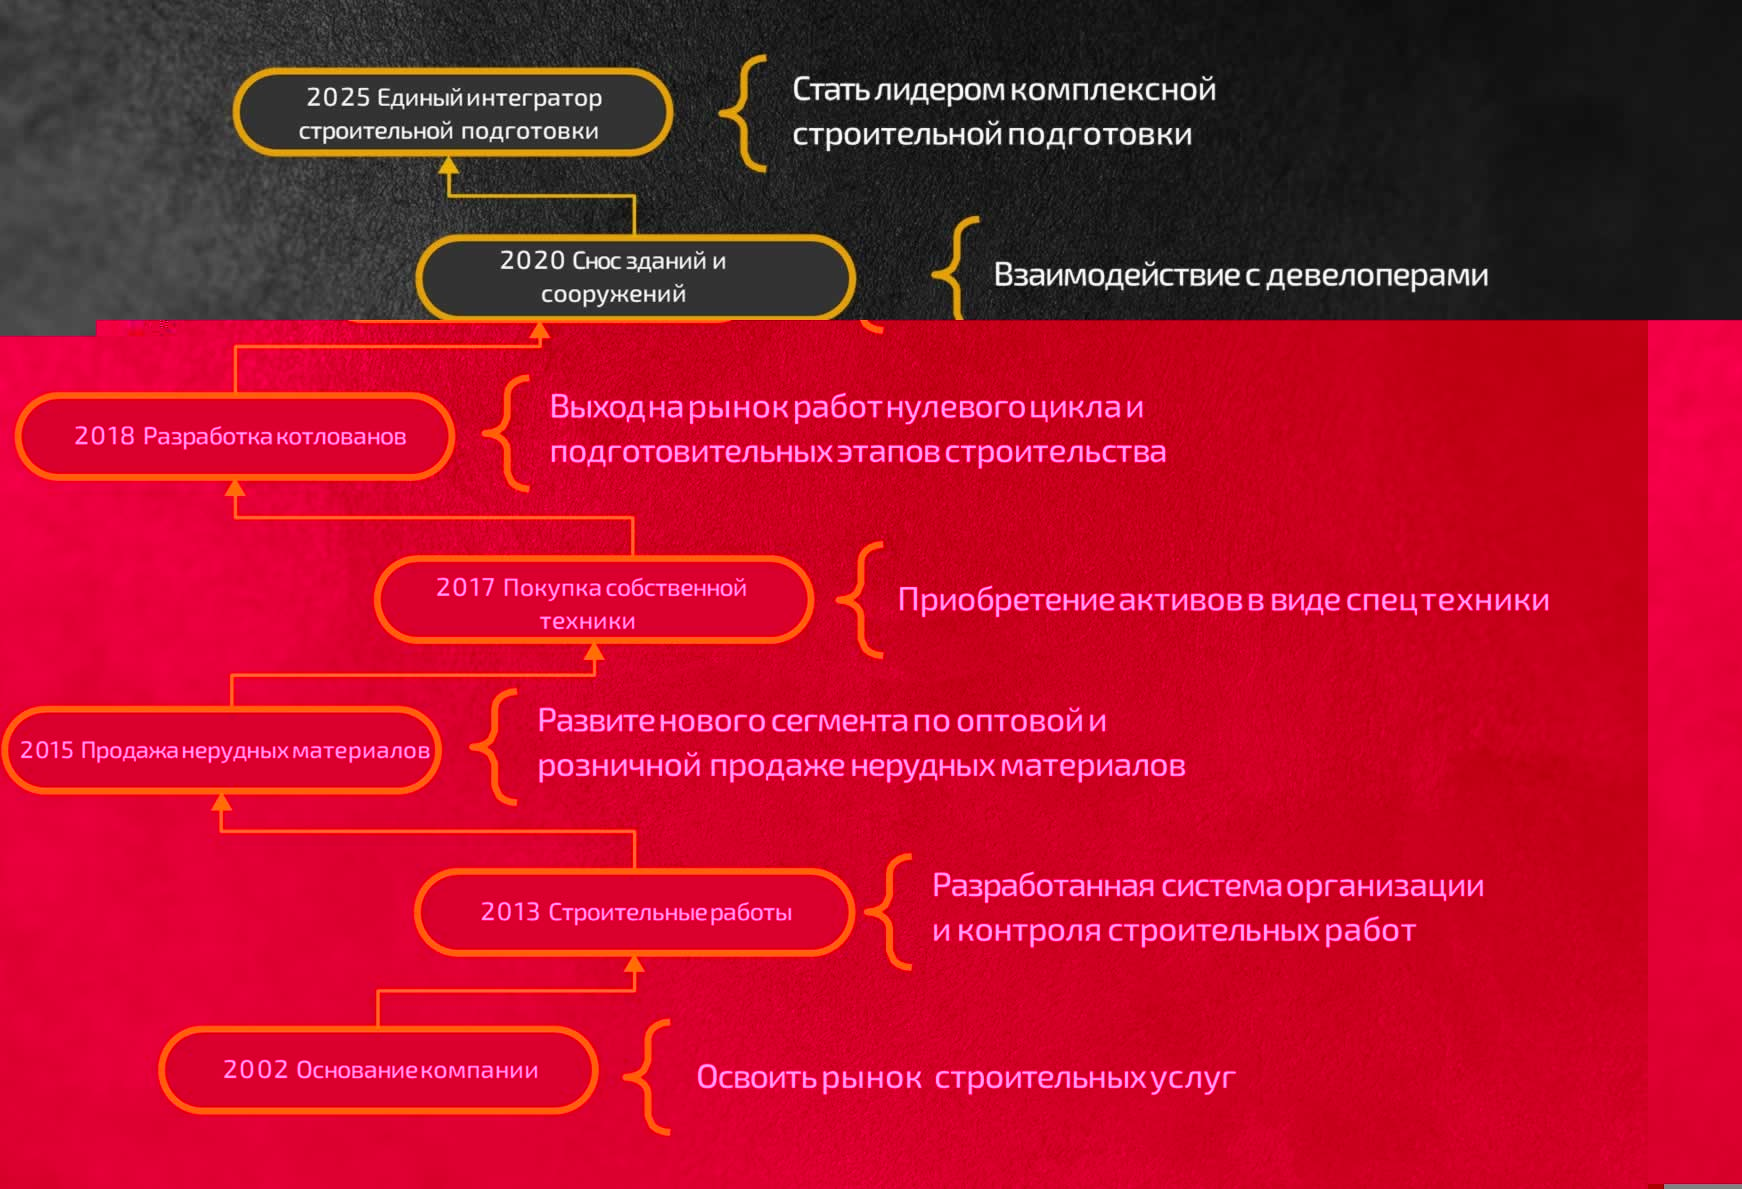 2025 Единый интегратор
строительной подготовки
Стать лидером комплексной
строительной подготовки
2020 Снос зданий и
сооружений
Взаимодействие с девелоперами
2018 Разработка котлованов
Выход на рынок работ нулевого цикла и
подготовительных этапов строительства
2017 Покупка собственной
техники
Приобретение активов в виде спецтехники
2015 Продажа нерудных материалов
Развите нового сегмента по оптовой и
розничной продаже нерудных материалов
2013 Строительные работы
Разработанная система организации
и контроля строительных работ
2002 Основание компании
Освоить рынок строительных услуг